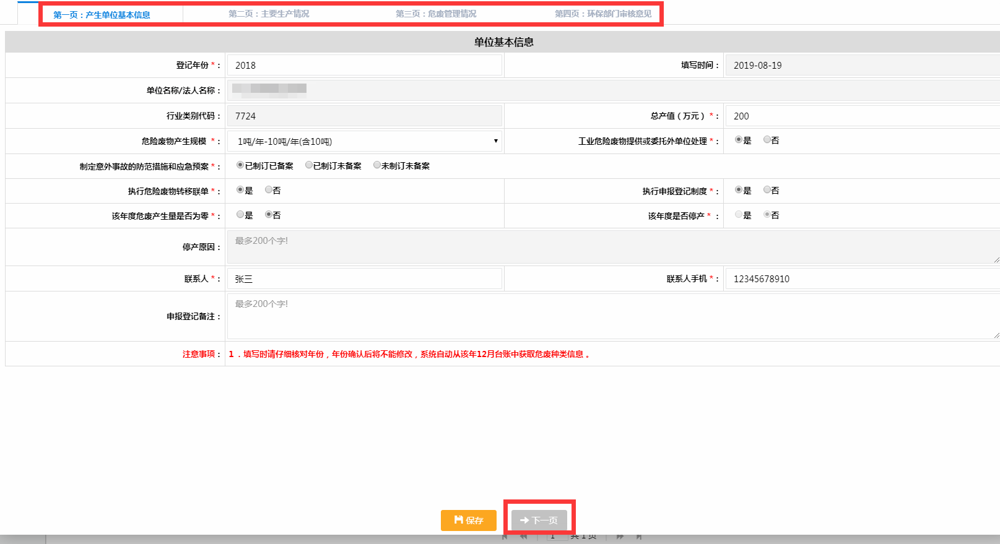 第一页：产生单位基本信息 第二页：主要生产情况 第三页：危废管理情况 第四页：环保部门审核意见
单位基本信息
登记年份 * ： 2018 填写时间： 2019-08-19
单位名称/法人名称：
行业类别代码： 7724 总产值（万元） * ： 200
危险废物产生规模 * ： 1吨/年-10吨/年(含10吨) 工业危险废物提供或委托外单位处理 * ： 是 否
制定意外事故的防范措施和应急预案 * ： 已制订已备案 已制订未备案 未制订未备案
执行危险废物转移联单 * ： 是 否 执行申报登记制度 * ： 是 否
该年度危废产生量是否为零 * ： 是 否 该年度是否停产 * ： 是 否
停产原因： 最多200个字!
联系人 * ： 张三 联系人手机 * ： 12345678910
申报登记备注： 最多200个字!
注意事项： 1 ．填写时请仔细核对年份，年份确认后将不能修改，系统自动从该年12月台账中获取危废种类信息 。
保存 下一页
1 共 1 页